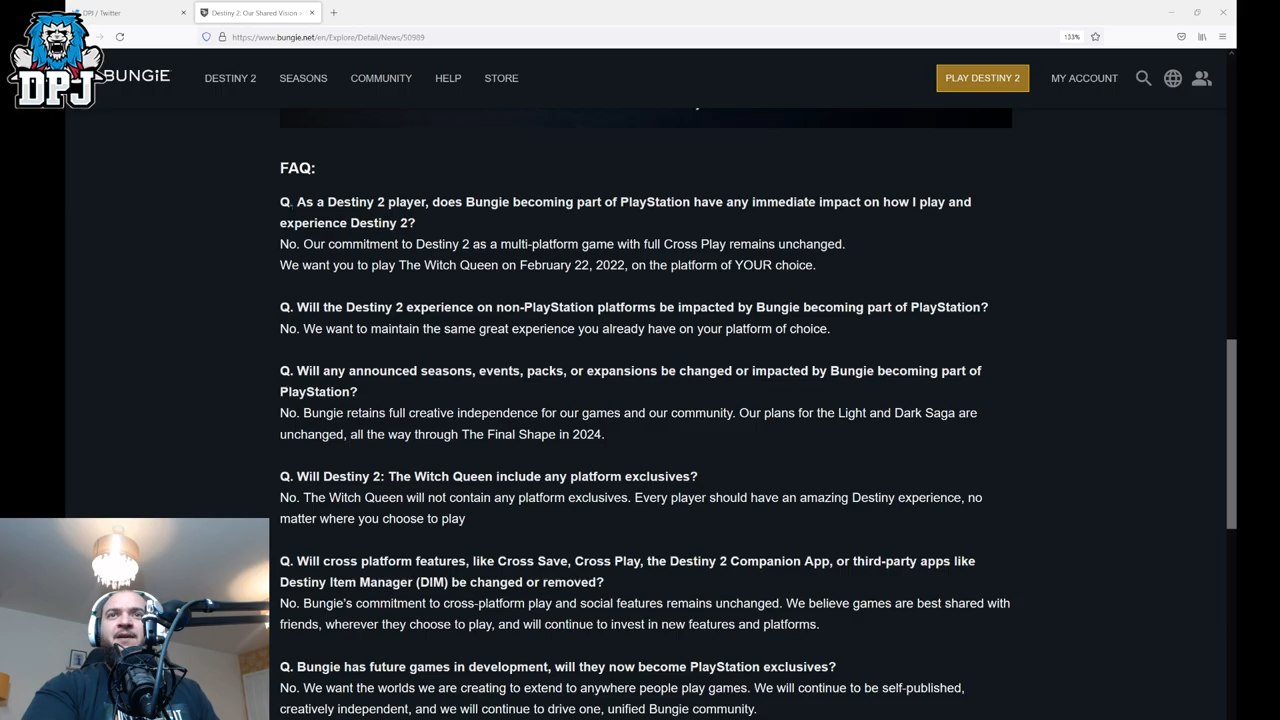 DPJ / Twitter
Destiny 2: Our Shared Vision
https://www.bungie.net/en/Explore/Detail/News/50989
133%
DPJ
BUNGiE
DESTINY 2
SEASONS
COMMUNITY
HELP
STORE
PLAY DESTINY 2
MY ACCOUNT
FAQ:
Q. As a Destiny 2 player, does Bungie becoming part of PlayStation have any immediate impact on how I play and
experience Destiny 2?
No. Our commitment to Destiny 2 as a multi-platform game with full Cross Play remains unchanged.
We want you to play The Witch Queen on February 22, 2022, on the platform of YOUR choice.
Q. Will the Destiny 2 experience on non-PlayStation platforms be impacted by Bungie becoming part of PlayStation?
No. We want to maintain the same great experience you already have on your platform of choice.
Q. Will any announced seasons, events, packs, or expansions be changed or impacted by Bungie becoming part of
PlayStation?
No. Bungie retains full creative independence for our games and our community. Our plans for the Light and Dark Saga are
unchanged, all the way through The Final Shape in 2024.
Q. Will Destiny 2: The Witch Queen include any platform exclusives?
No. The Witch Queen will not contain any platform exclusives. Every player should have an amazing Destiny experience, no
matter where you choose to play
Q. Will cross platform features, like Cross Save, Cross Play, the Destiny 2 Companion App, or third-party apps like
Destiny Item Manager (DIM) be changed or removed?
No. Bungie's commitment to cross-platform play and social features remains unchanged. We believe games are best shared with
friends, wherever they choose to play, and will continue to invest in new features and platforms.
Q. Bungie has future games in development, will they now become PlayStation exclusives?
No. We want the worlds we are creating to extend to anywhere people play games. We will continue to be self-published,
creatively independent, and we will continue to drive one, unified Bungie community.